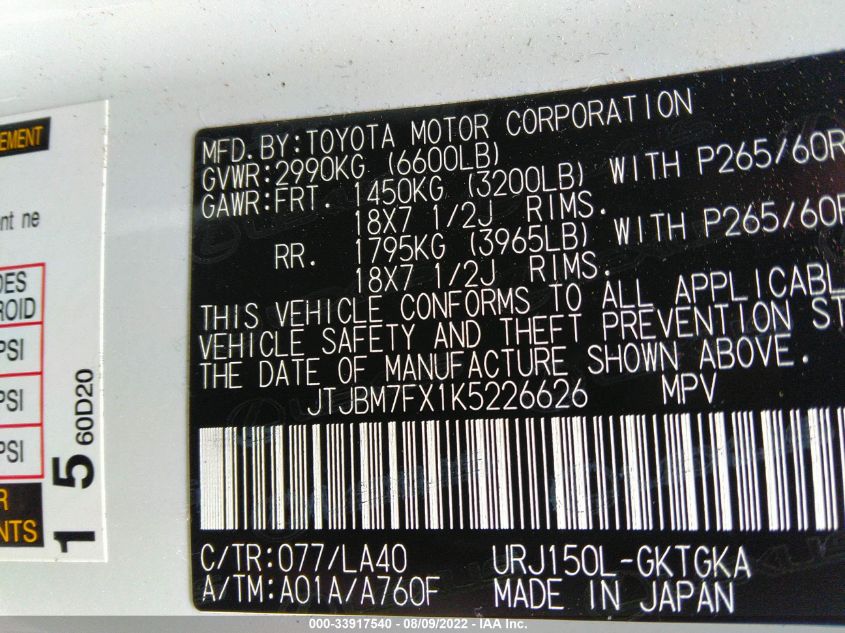 EMENT
nt ne
DES
ROID
PSI
PSI
PSI
R
NTS
1 5 60D20
MFD.BY:TOYOTA MOTOR CORPORATION
GVWR:2990KG (6600LB)
GAWR:FRT. 1450KG (3200LB) WITH P265/60R
18X7 1/2J RIMS.
RR. 1795KG (3965LB) WITH P265/60R
18X7 1/2J RIMS.
THIS VEHICLE CONFORMS TO ALL APPLICABL
VEHICLE SAFETY AND THEFT PREVENTION ST
THE DATE OF MANUFACTURE SHOWN ABOVE.
JTJBM7FX1K5226626 MPV
C/TR:077/LA40 URJ150L-GKTGKA
A/TM:A01A/A760F MADE IN JAPAN
000-33917540 - 08/09/2022 - IAA Inc.